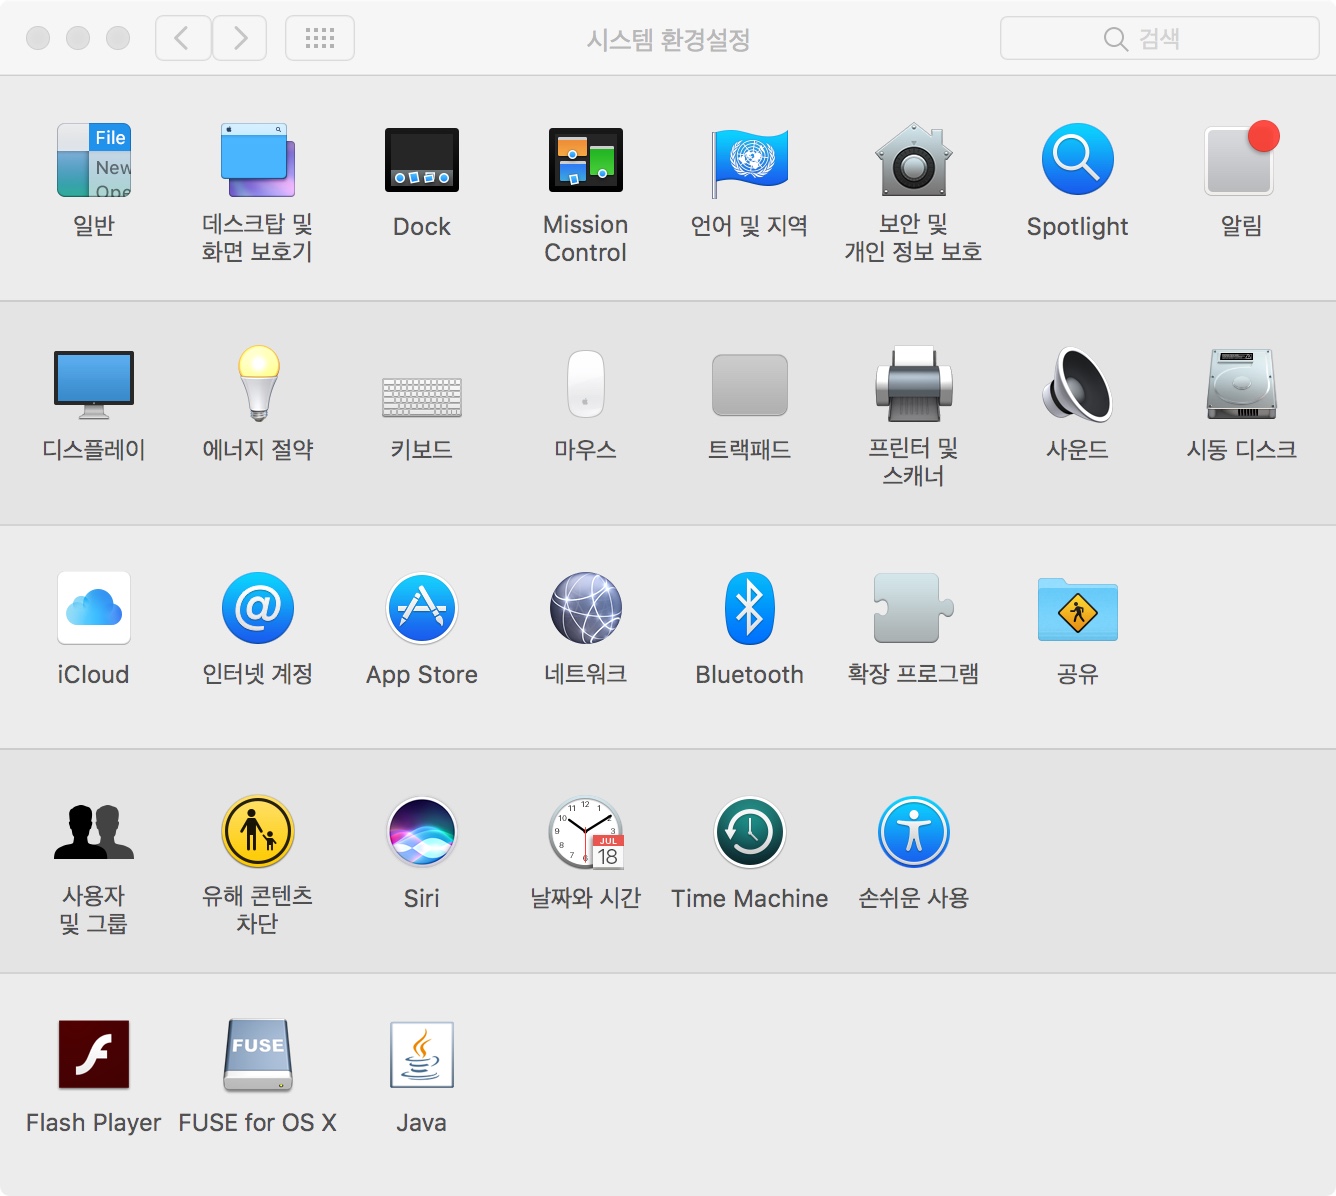 시스템 환경설정
검색
File
New
Ope
일반
데스크탑 및
화면 보호기
Dock
Mission
Control
언어 및 지역
보안 및
개인 정보 보호
Spotlight
알림
디스플레이
에너지 절약
키보드
마우스
트랙패드
프린터 및
스캐너
사운드
시동 디스크
iCloud
인터넷 계정
App Store
네트워크
Bluetooth
확장 프로그램
공유
JUL
18
사용자
및 그룹
유해 콘텐츠
차단
Siri
날짜와 시간
Time Machine
손쉬운 사용
FUSE
Flash Player
FUSE for OS X
Java